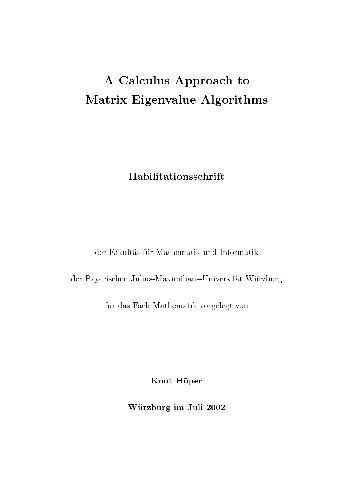 A Calculus Approach to
Matrix Eigenvalue Algorithms
Habilitationsschrift
der Fakultät für Mathematik und Informatik
der Bayerischen Julius–Maximilians–Universität Würzburg
für das Fach Mathematik vorgelegt von
Knut Hüper
Würzburg im Juli 2002